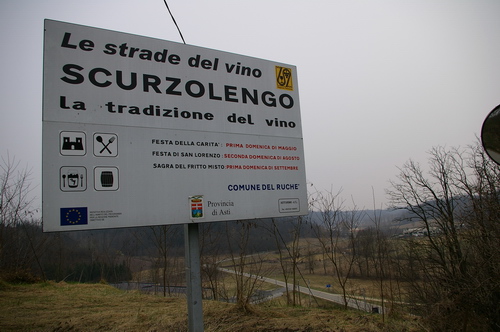 Le strade del vino
SCURZOLENGO
la tradizione del vino
FESTA DELLA CARITA': PRIMA DOMENICA DI MAGGIO
FESTA DI SAN LORENZO: SECONDA DOMENICA DI AGOSTO
SAGRA DEL FRITTO MISTO: PRIMA DOMENICA DI SETTEMBRE
COMUNE DEL RUCHE'
Provincia
di Asti